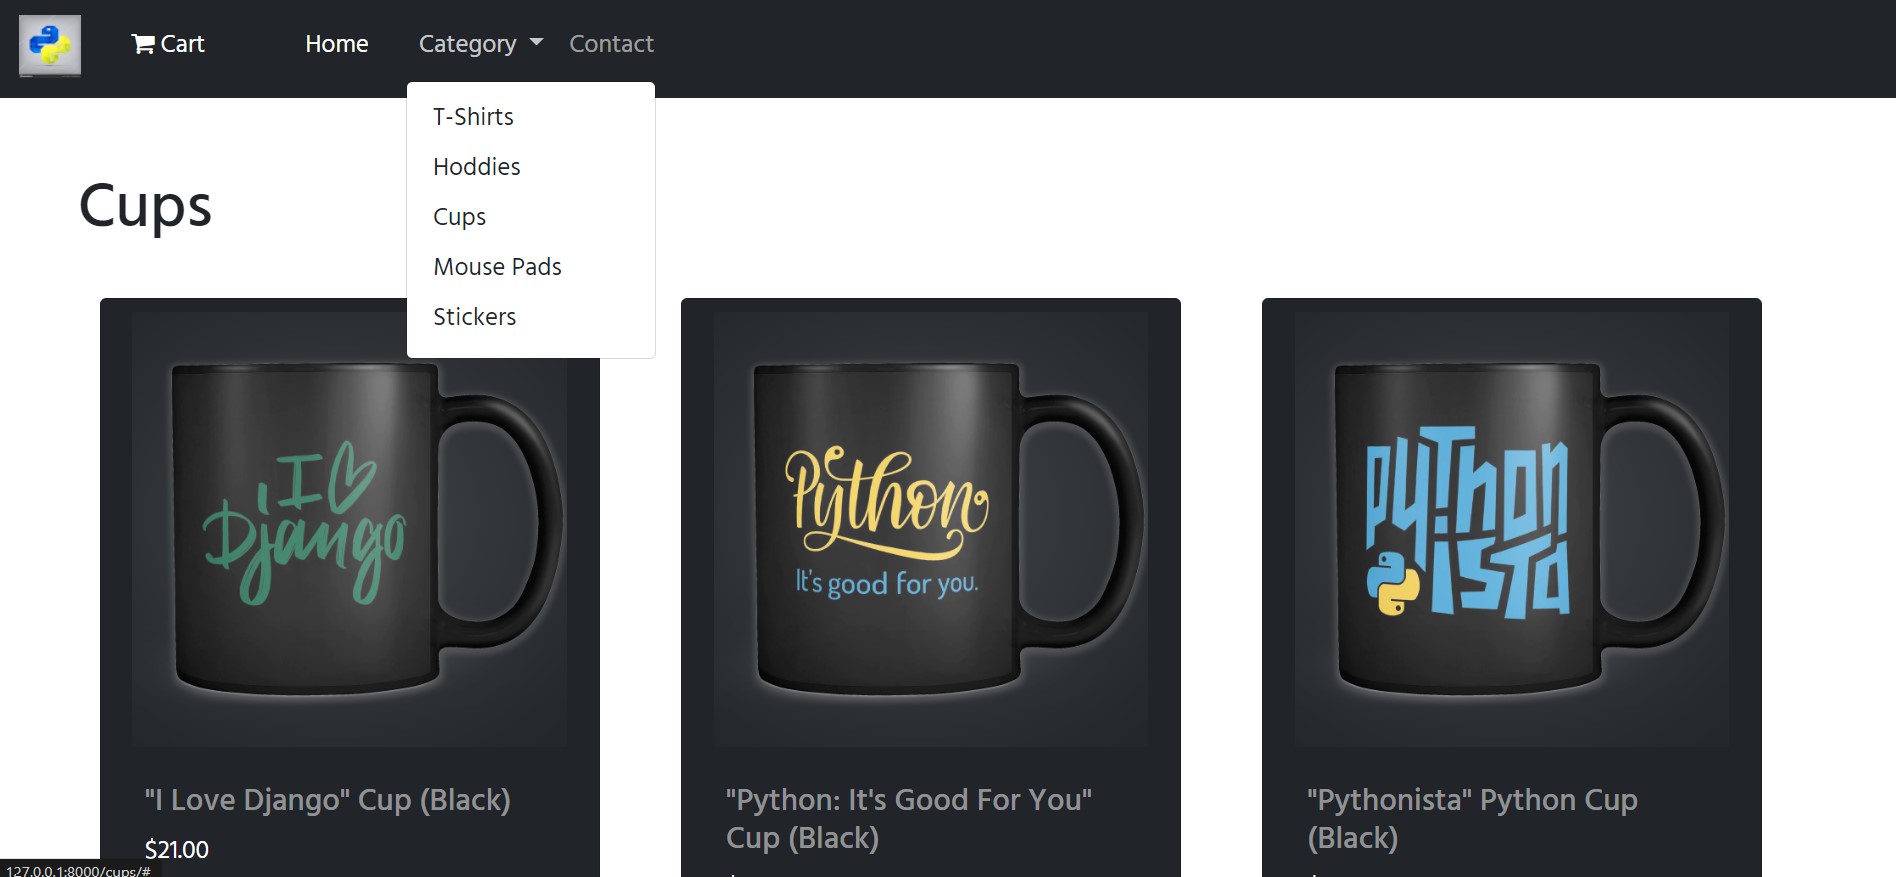 Cart
Home
Category
Contact
T-Shirts
Hoddies
Cups
Mouse Pads
Stickers
Cups
I
Django
Python
It's good for you.
pythonista
"I Love Django" Cup (Black)
$21.00
"Python: It's Good For You"
Cup (Black)
"Pythonista" Python Cup
(Black)
127.0.0.1:8000/cups/#